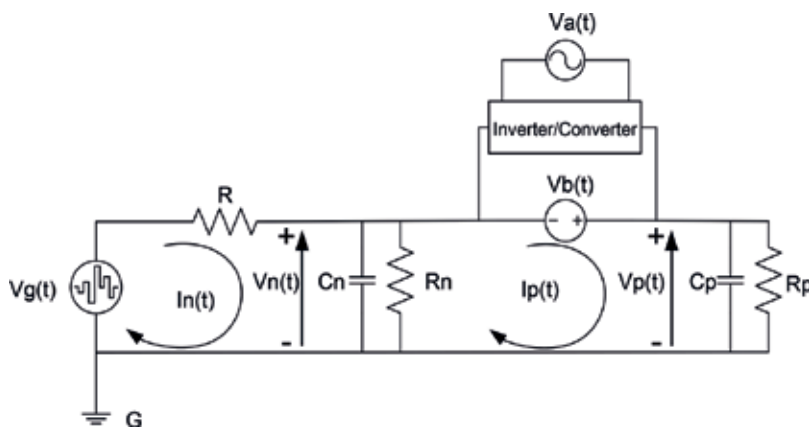 Va(t)
Inverter/Converter
R
Vb(t)
- +
+
+
Vg(t)
In(t)
Vn(t)
Cn
Rn
Ip(t)
Vp(t)
Cp
Rp
-
-
G